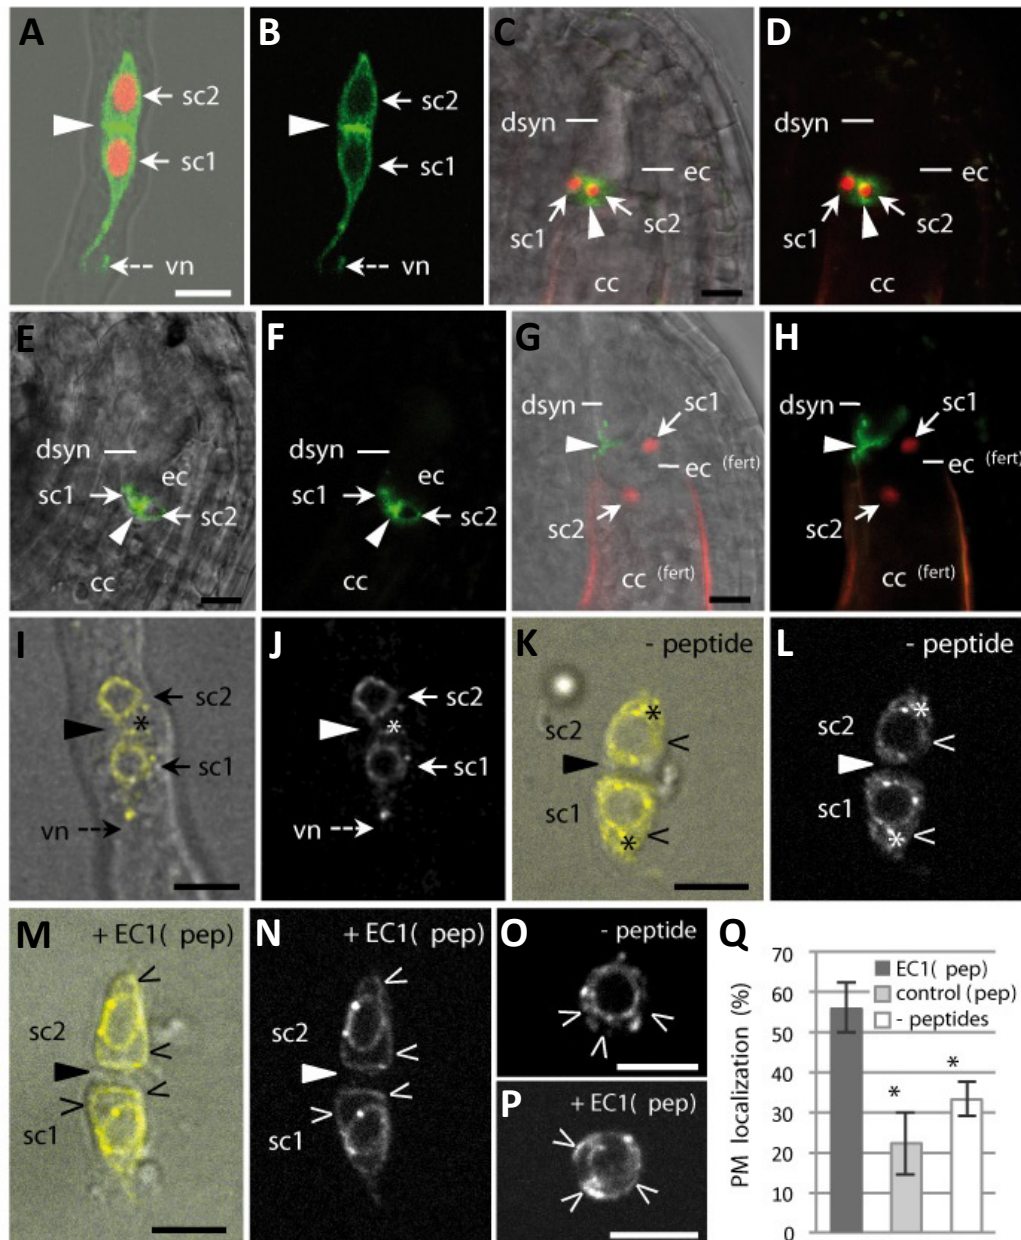 A
sc2
sc1
vn
B
sc2
sc1
vn
C
dsyn
ec
sc1
sc2
cc
D
dsyn
ec
sc1
sc2
cc
E
dsyn
ec
sc1
sc2
cc
F
dsyn
ec
sc1
sc2
cc
G
dsyn
sc1
ec (fert)
sc2
cc (fert)
H
dsyn
sc1
ec (fert)
sc2
cc (fert)
I
sc2
*
sc1
vn
J
sc2
*
sc1
vn
K
- peptide
*
sc2
<
sc1
<
*
L
- peptide
*
sc2
<
sc1
<
*
M
+ EC1( pep)
sc2
sc1
N
+ EC1( pep)
sc2
sc1
O
- peptide
P
+ EC1( pep)
Q
70
60
50
40
30
20
10
0
PM localization (%)
EC1( pep)
control (pep)
- peptides
*
*